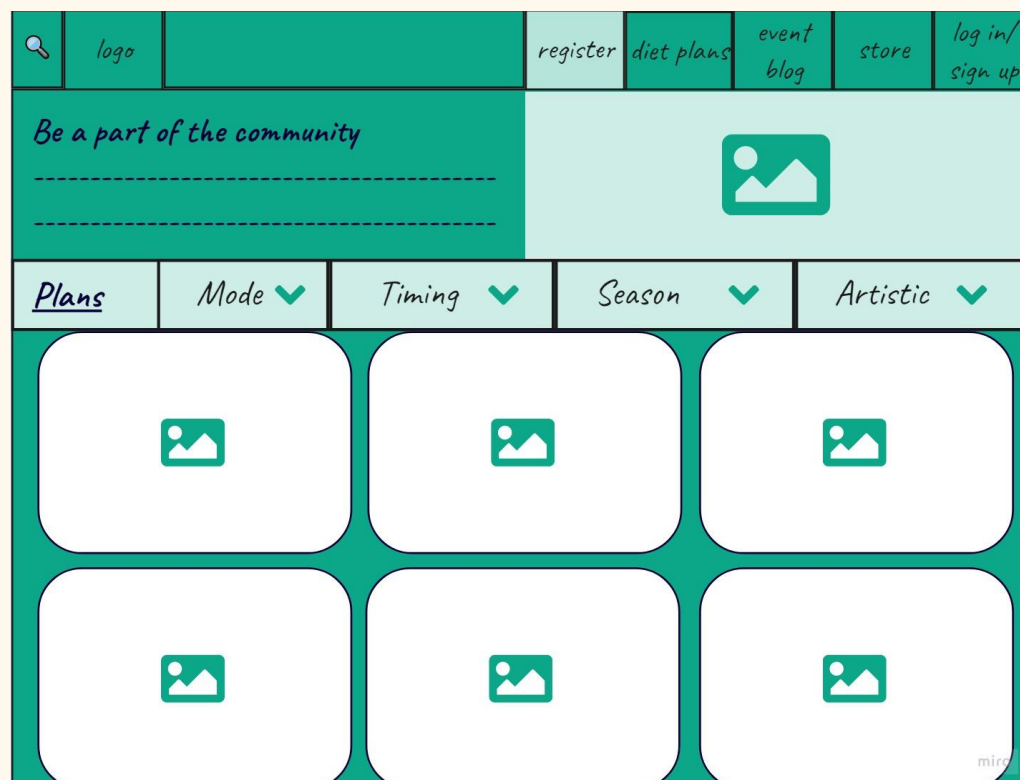 logo
register
diet plans
event
blog
store
log in/
sign up
Be a part of the community
Plans
Mode
Timing
Season
Artistic
miro